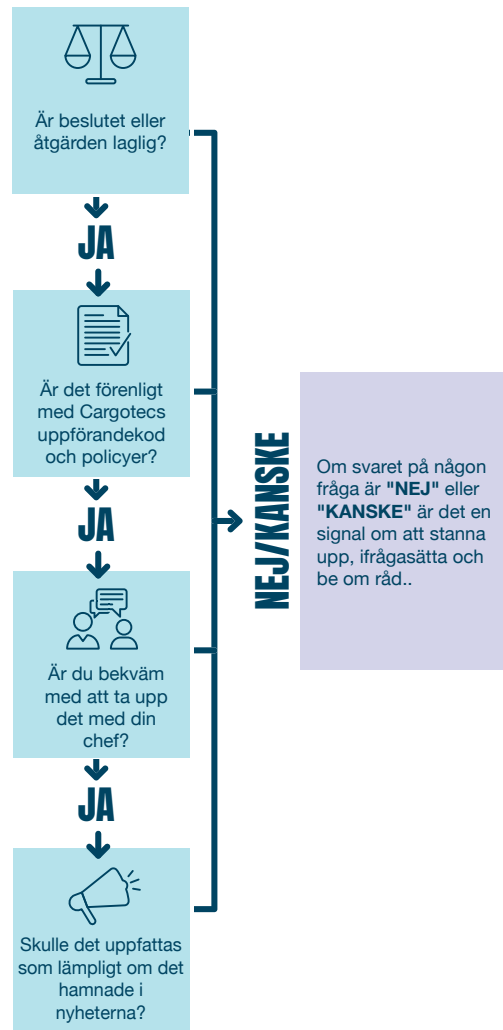 Är beslutet eller
åtgärden laglig?
JA
Är det förenligt
med Cargotecs
uppförandekod
och policyer?
JA
Är du bekväm
med att ta upp
det med din
chef?
JA
Skulle det uppfattas
som lämpligt om det
hamnade i
nyheterna?
NEJ/KANSKE
Om svaret på någon
fråga är "NEJ" eller
"KANSKE" är det en
signal om att stanna
upp, ifrågasätta och
be om råd..